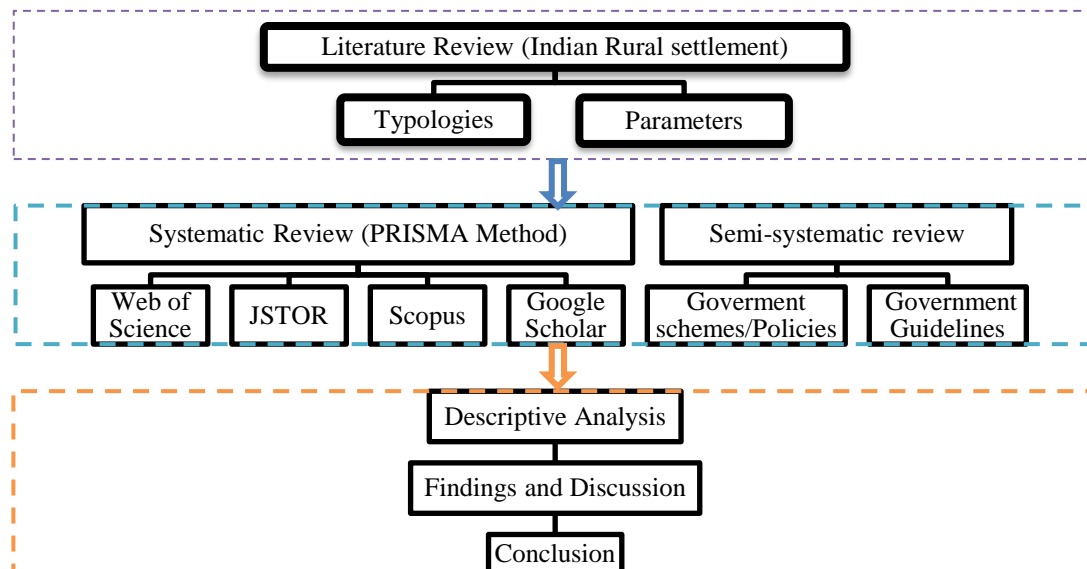 Literature Review (Indian Rural settlement)
Typologies
Parameters
Systematic Review (PRISMA Method)
Semi-systematic review
Web of
Science
JSTOR
Scopus
Google
Scholar
Goverment
schemes/Policies
Government
Guidelines
Descriptive Analysis
Findings and Discussion
Conclusion